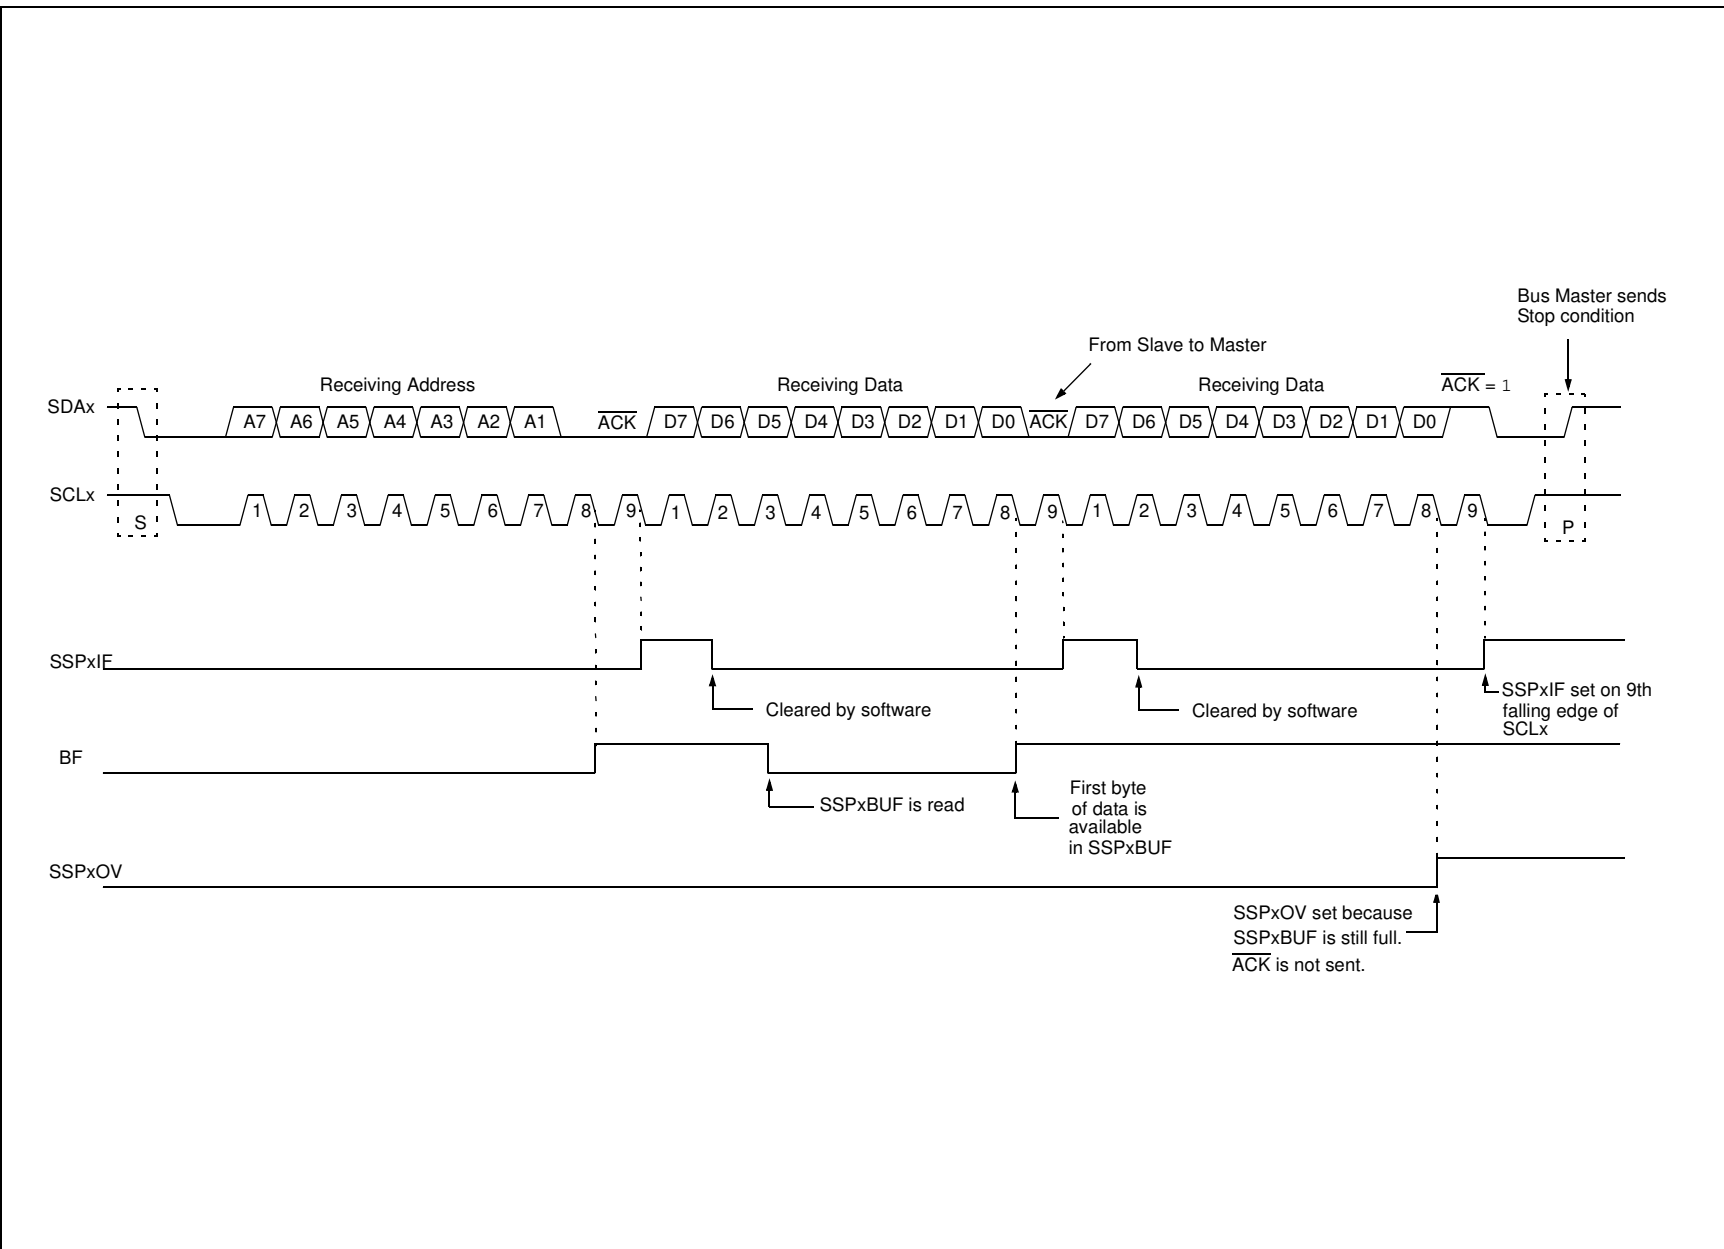 Bus Master sends
Stop condition
From Slave to Master
Receiving Address
Receiving Data
Receiving Data
ACK = 1
SDAx
A7 A6 A5 A4 A3 A2 A1 ACK D7 D6 D5 D4 D3 D2 D1 D0 ACK D7 D6 D5 D4 D3 D2 D1 D0
SCLx
S 1 2 3 4 5 6 7 8 9 1 2 3 4 5 6 7 8 9 1 2 3 4 5 6 7 8 9 P
SSPxIF
Cleared by software
Cleared by software
SSPxIF set on 9th
falling edge of
SCLx
BF
SSPxBUF is read
First byte
of data is
available
in SSPxBUF
SSPxOV
SSPxOV set because
SSPxBUF is still full.
ACK is not sent.